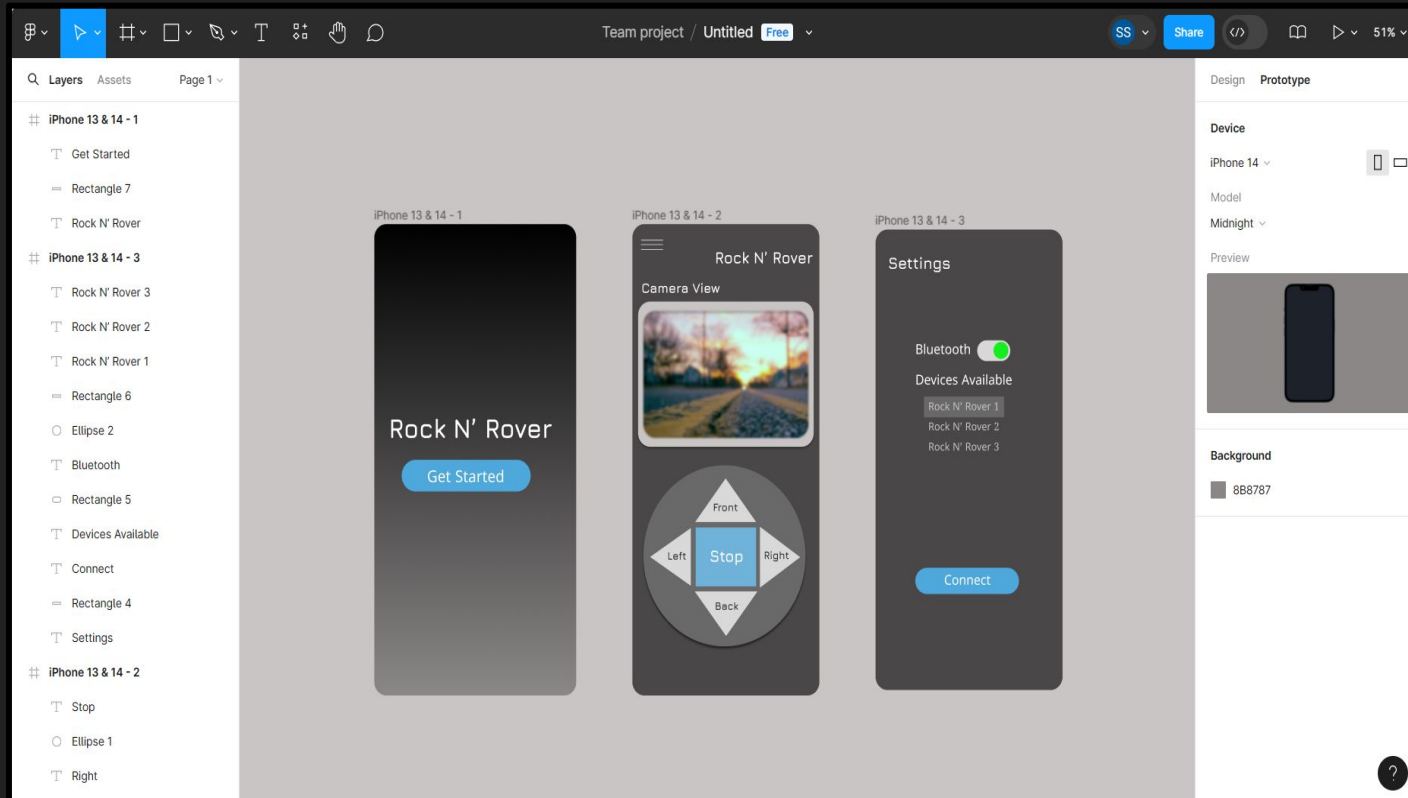 Team project / Untitled Free
SS
Share
51%
Layers Assets Page 1
iPhone 13 & 14 - 1
Get Started
Rectangle 7
Rock N' Rover
iPhone 13 & 14 - 3
Rock N' Rover 3
Rock N' Rover 2
Rock N' Rover 1
Rectangle 6
Ellipse 2
Bluetooth
Rectangle 5
Devices Available
Connect
Rectangle 4
Settings
iPhone 13 & 14 - 2
Stop
Ellipse 1
Right
iPhone 13 & 14 - 1
Rock N' Rover
Get Started
iPhone 13 & 14 - 2
Rock N' Rover
Camera View
Front
Left Stop Right
Back
iPhone 13 & 14 - 3
Settings
Bluetooth
Devices Available
Rock N' Rover 1
Rock N' Rover 2
Rock N' Rover 3
Connect
Design Prototype
Device
iPhone 14
Model
Midnight
Preview
Background
8B8787
?